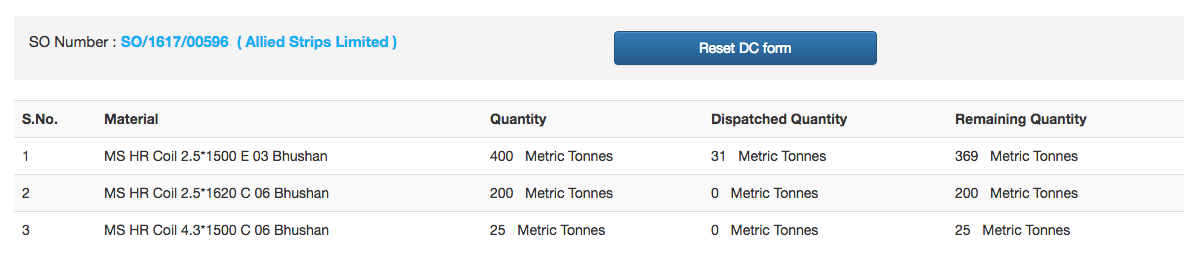 SO Number : SO/1617/00596 ( Allied Strips Limited )
Reset DC form
S.No. Material Quantity Dispatched Quantity Remaining Quantity
1 MS HR Coil 2.5*1500 E 03 Bhushan 400 Metric Tonnes 31 Metric Tonnes 369 Metric Tonnes
2 MS HR Coil 2.5*1620 C 06 Bhushan 200 Metric Tonnes 0 Metric Tonnes 200 Metric Tonnes
3 MS HR Coil 4.3*1500 C 06 Bhushan 25 Metric Tonnes 0 Metric Tonnes 25 Metric Tonnes